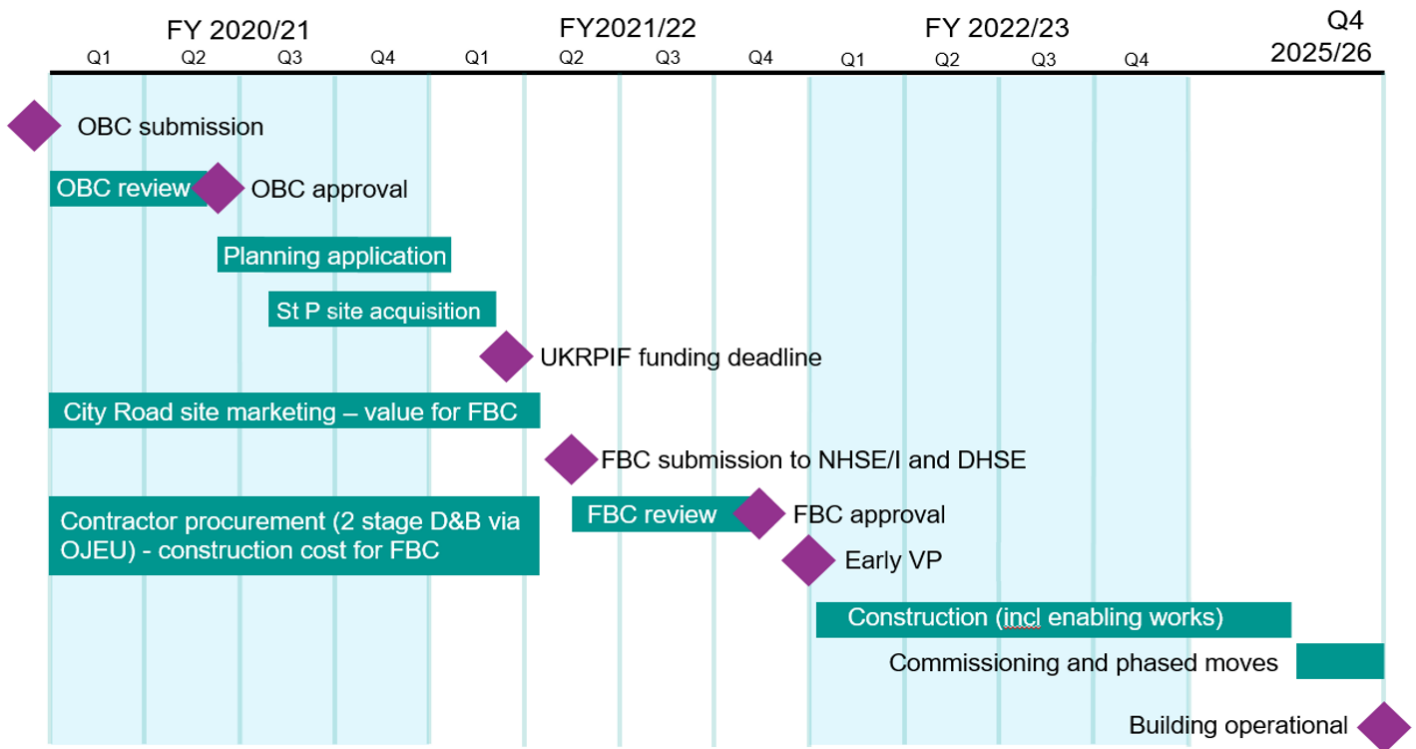 FY 2020/21
FY2021/22
FY 2022/23
Q4
2025/26
Q1
Q2
Q3
Q4
Q1
Q2
Q3
Q4
Q1
Q2
Q3
Q4
OBC submission
OBC review
OBC approval
Planning application
St P site acquisition
UKRPIF funding deadline
City Road site marketing – value for FBC
FBC submission to NHSE/I and DHSE
Contractor procurement (2 stage D&B via
OJEU) - construction cost for FBC
FBC review
FBC approval
Early VP
Construction (incl enabling works)
Commissioning and phased moves
Building operational